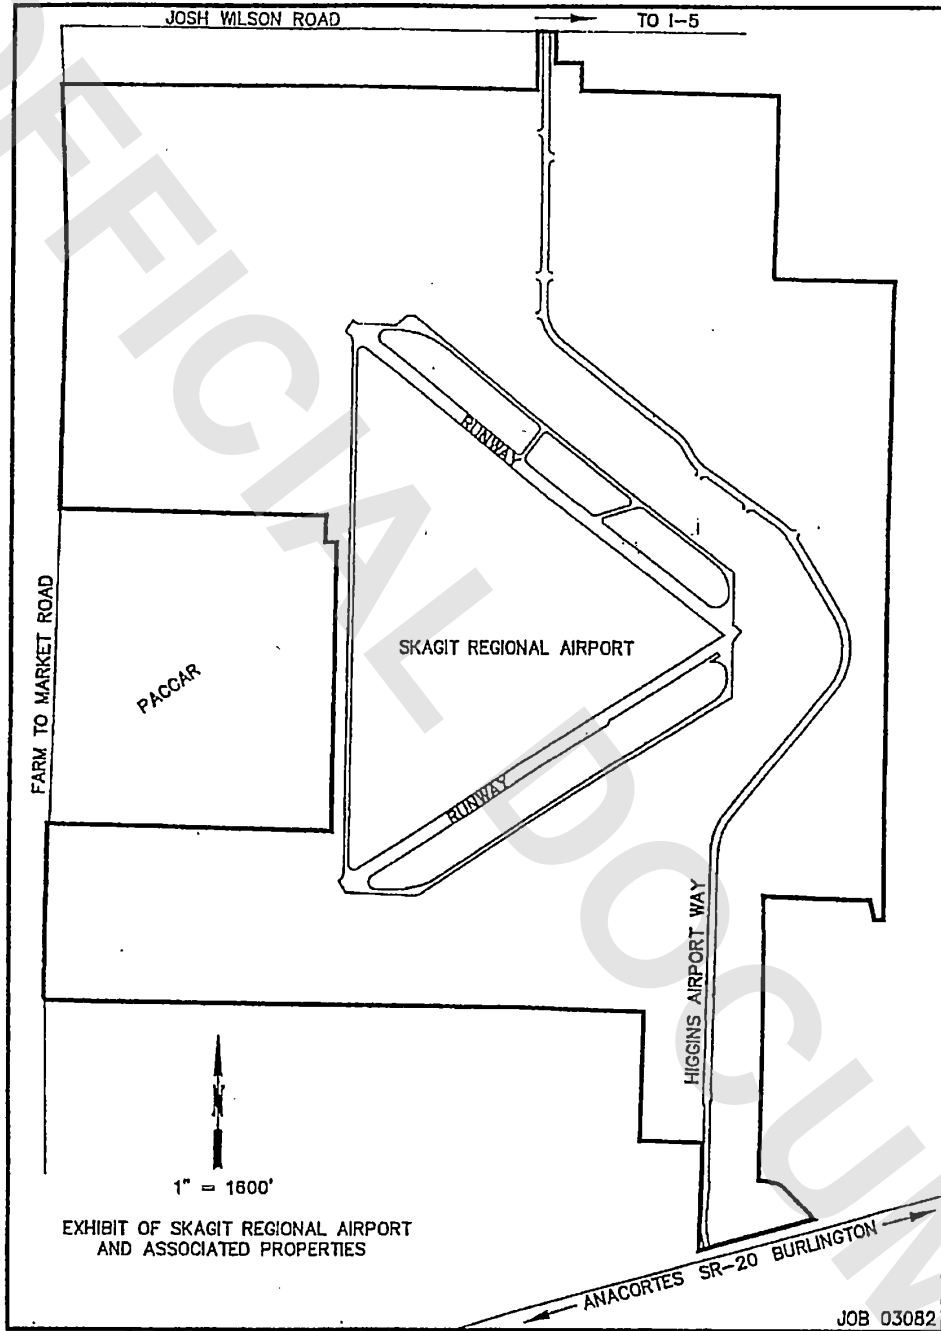 JOSH WILSON ROAD
TO I-5
RUNWAY
FARM TO MARKET ROAD
SKAGIT REGIONAL AIRPORT
PACCAR
RUNWAY
HIGGINS AIRPORT WAY
N
1" = 1600'
EXHIBIT OF SKAGIT REGIONAL AIRPORT
AND ASSOCIATED PROPERTIES
ANACORTES SR-20 BURLINGTON
JOB 03082
OFFICIAL DOCUM